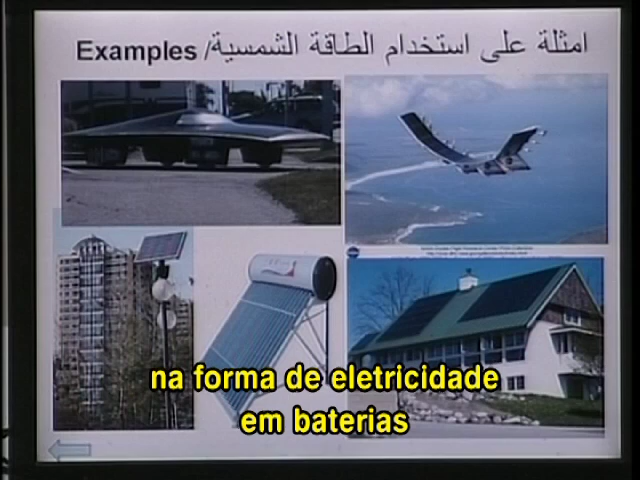 Examples /امثلة على استخدام الطاقة الشمسية
na forma de eletricidade
em baterias